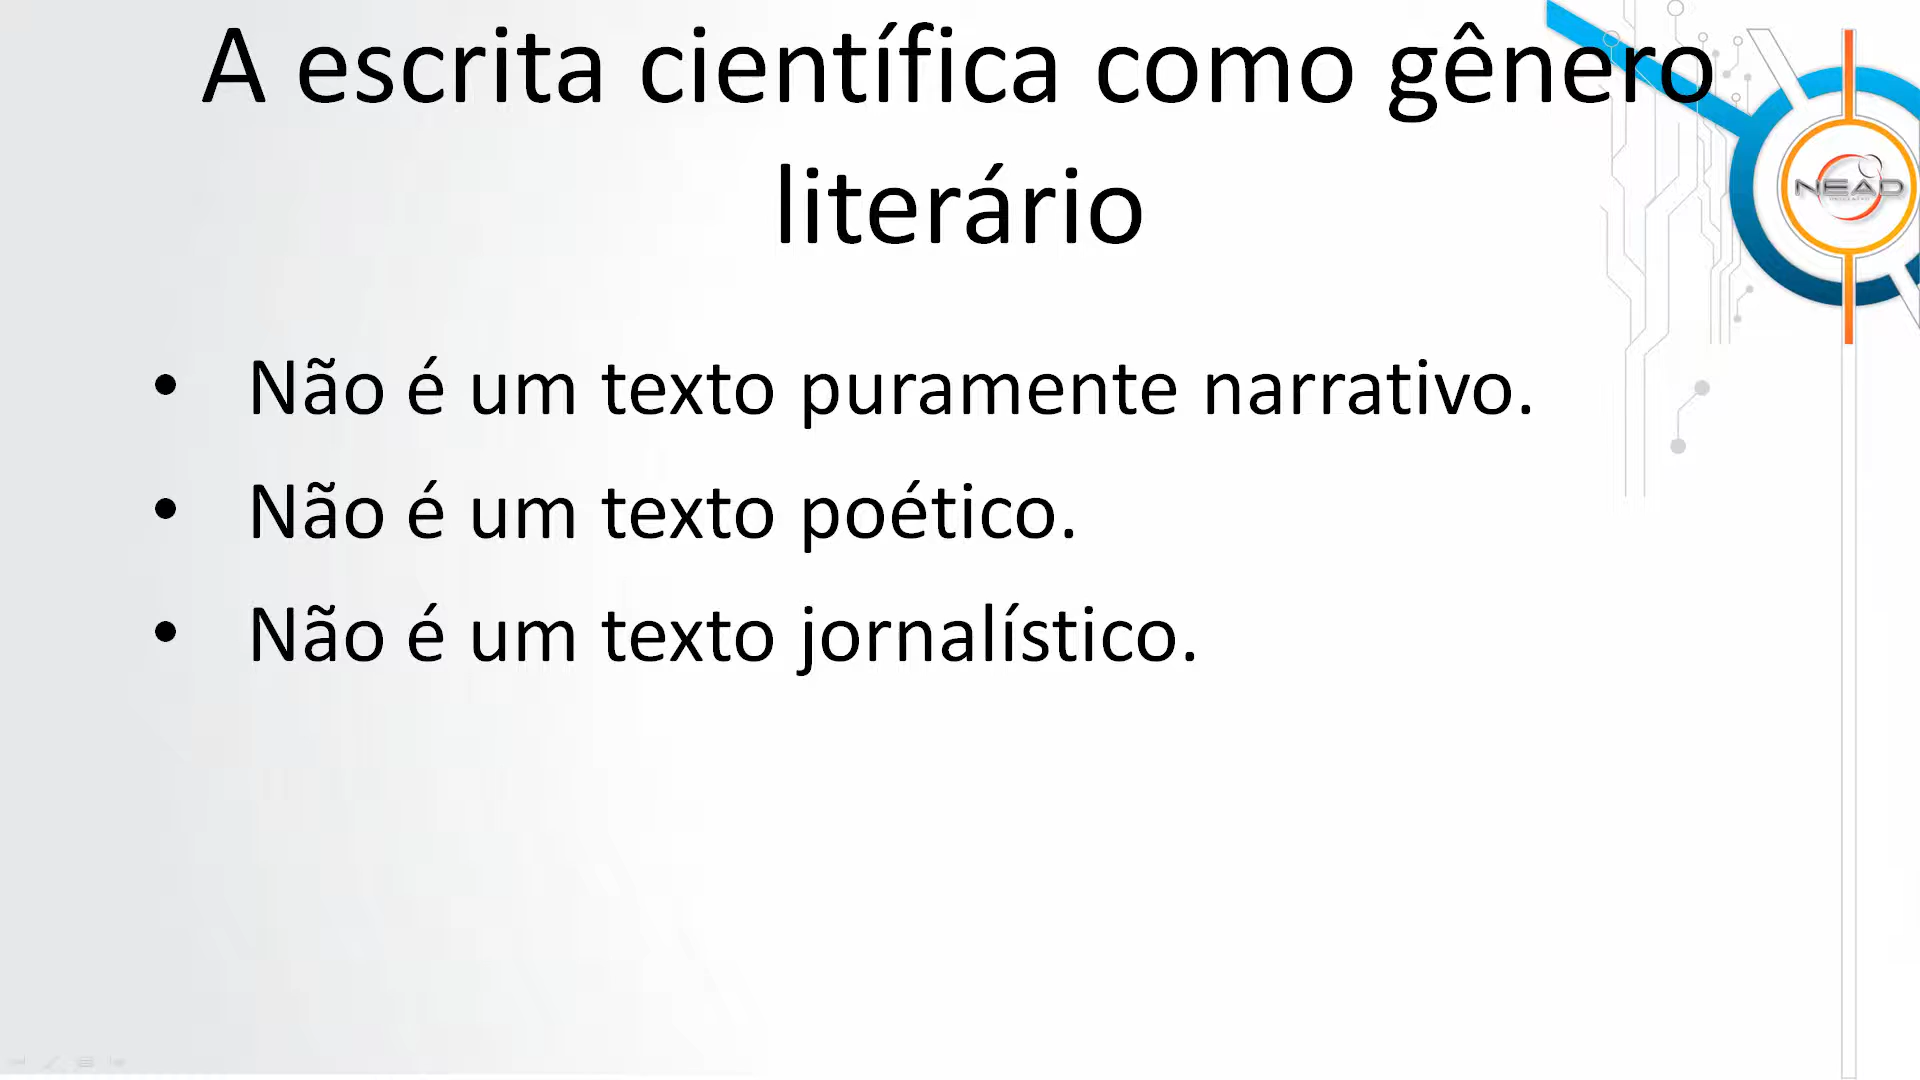 A escrita científica como gênero
literário
NEAD
• Não é um texto puramente narrativo.
• Não é um texto poético.
• Não é um texto jornalístico.